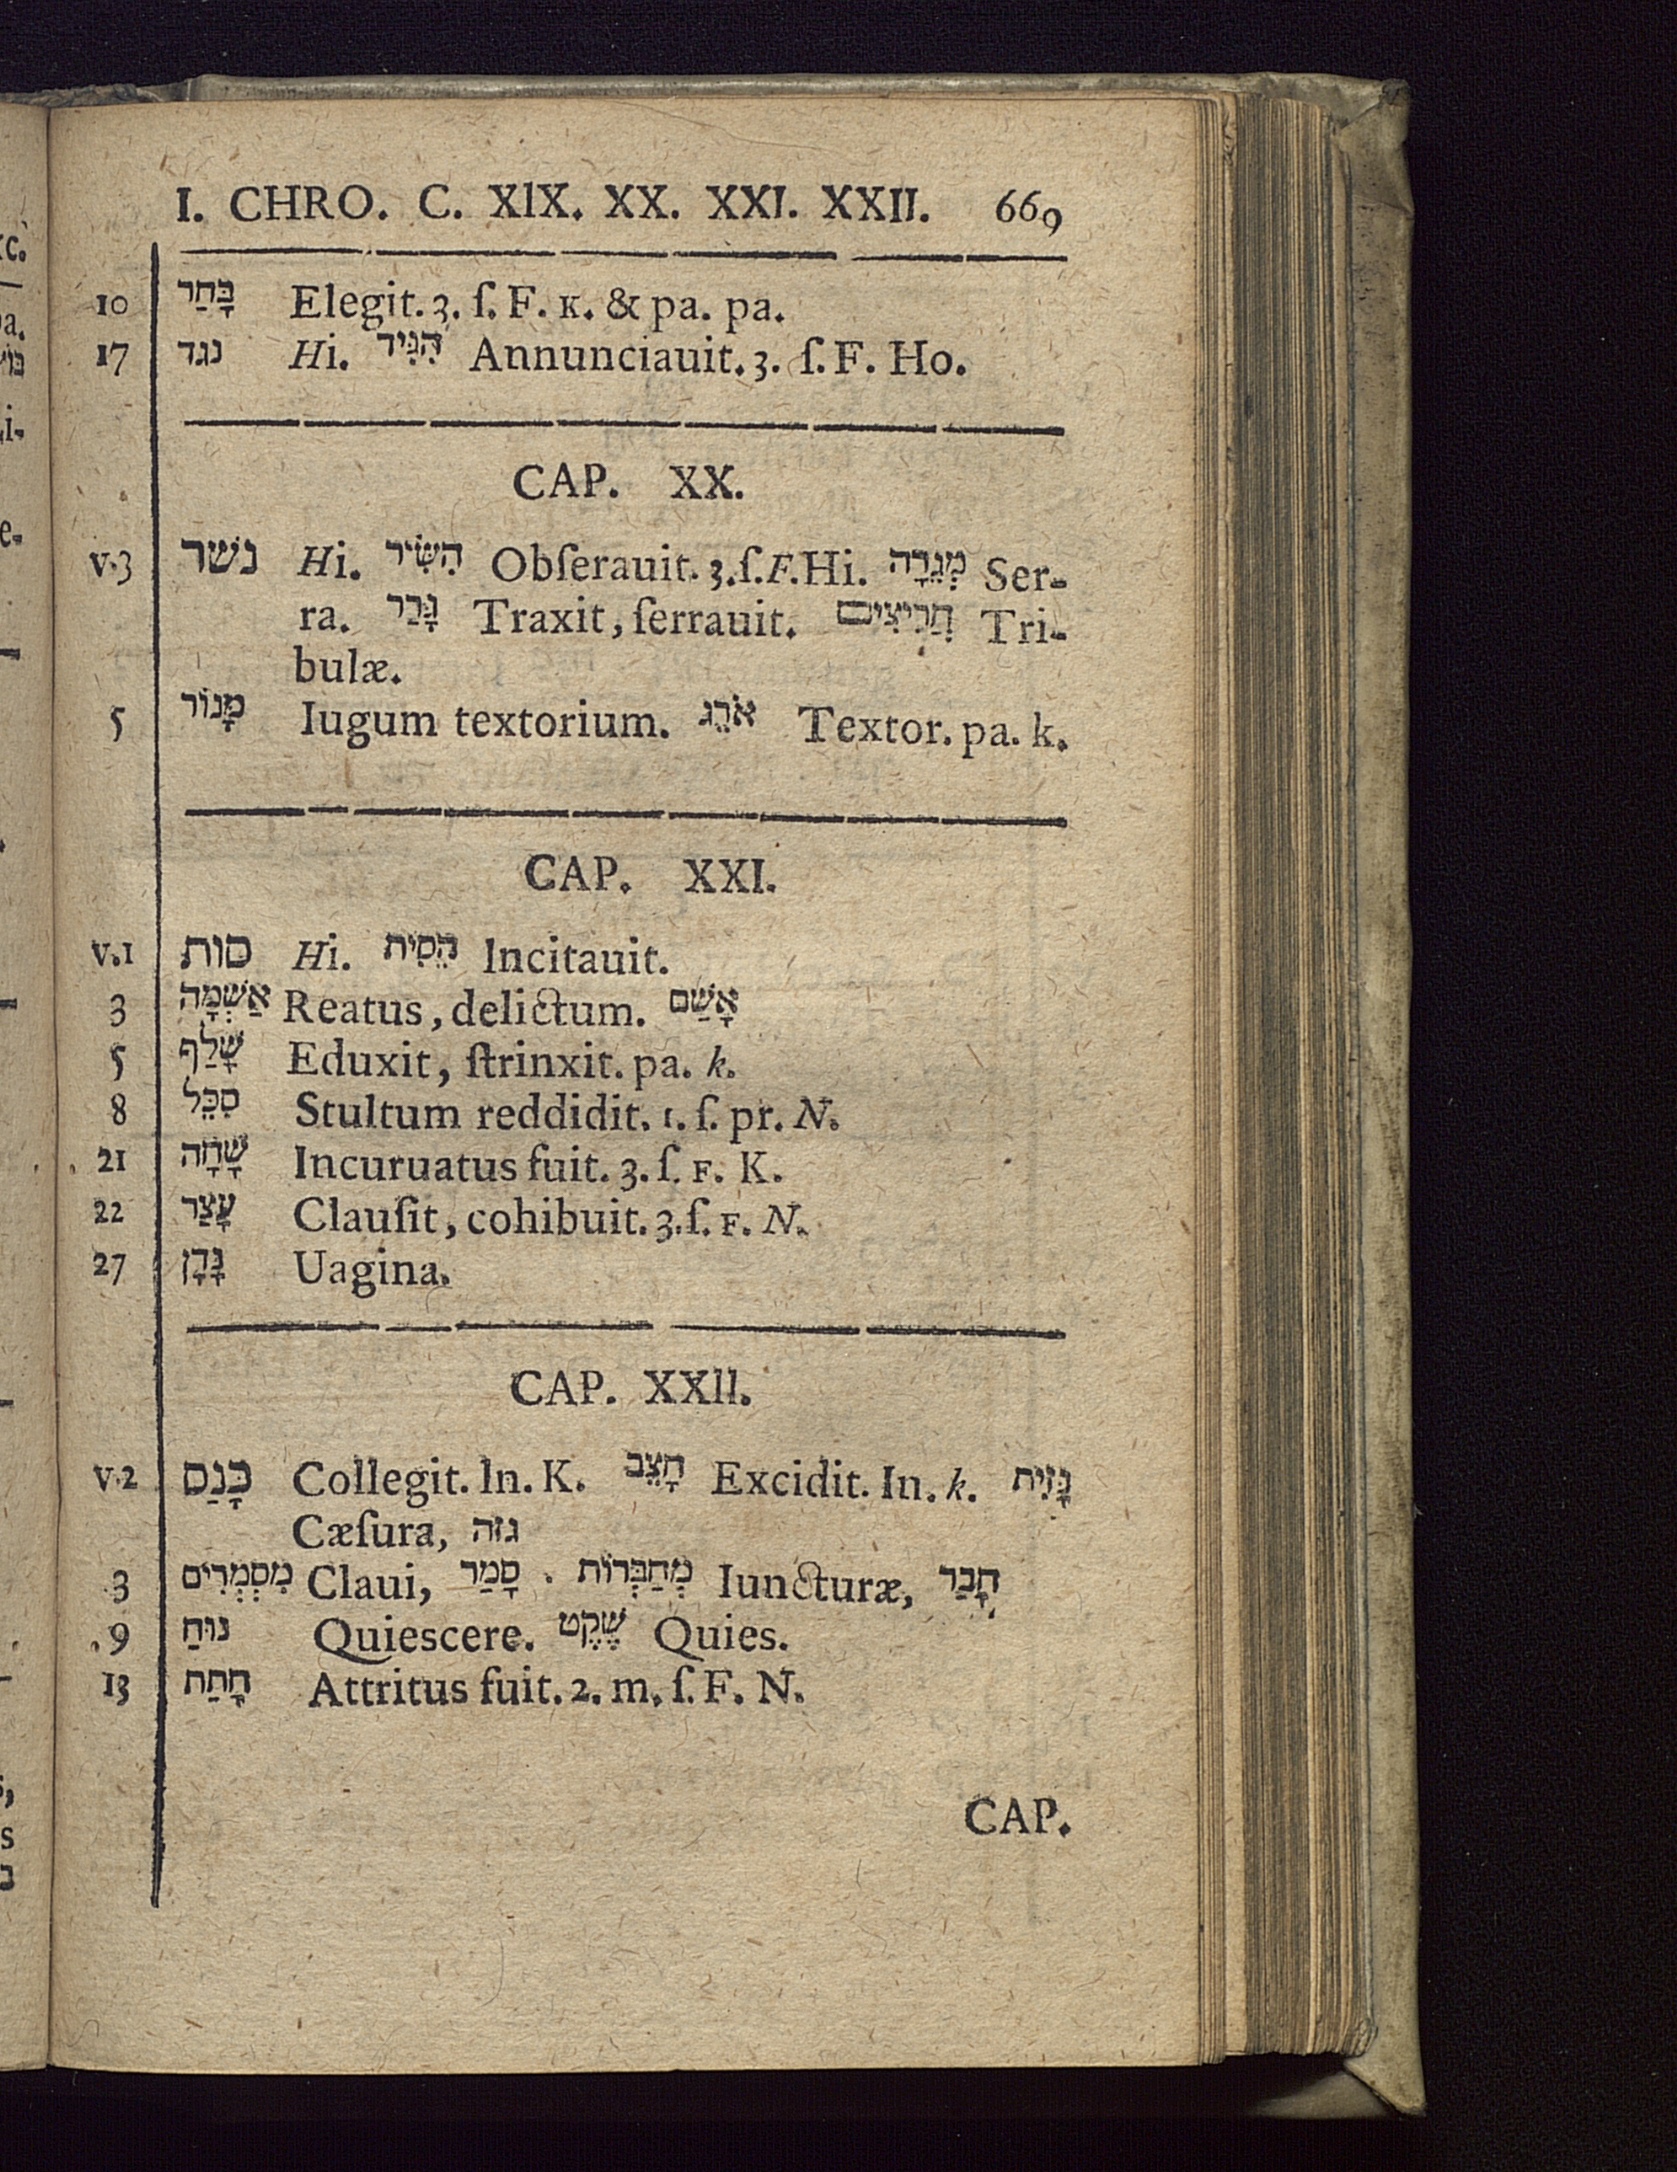 I. CHRO. C. XIX. XX. XXI. XXII. 669
10 בָּחַר Elegit. 3. ſ. F. K. & pa. pa.
17 נגד Hi. הִגִּיד Annunciauit. 3. ſ. F. Ho.
CAP. XX.
V.3 נשׂר Hi. הִשִּׂיר Obſerauit. 3. ſ. F. Hi. מְגֵרָה Ser-
ra. גָּרַר Traxit, ſerrauit. חֲרִיצִים Tri-
bulæ.
5 מָנוֹר Iugum textorium. אֹרֵג Textor. pa. k.
CAP. XXI.
V.1 סות Hi. הֵסִית Incitauit.
3 אַשְׁמָה Reatus, delictum. אָשַׁם
5 שָׁלַף Eduxit, ſtrinxit. pa. k.
8 סִכֵּל Stultum reddidit. 1. ſ. pr. N.
21 שָׁחָה Incuruatus fuit. 3. ſ. F. K.
22 עָצַר Clauſit, cohibuit. 3. ſ. F. N.
27 נָדָן Uagina.
CAP. XXII.
V.2 כָּנַס Collegit. In. K. חָצֵב Excidit. In. k. גָּזִית
Cæſura, גזה
3 מִסְמְרִים Claui, סָמַר . מְחַבְּרוֹת Iuncturæ, חָבַר
9 נוּחַ Quiescere. שֶׁקֶט Quies.
13 חָתַת Attritus fuit. 2. m. ſ. F. N.
CAP.